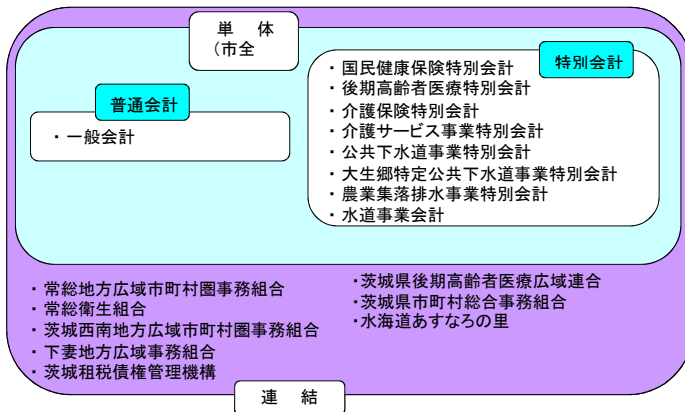 単 体
(市全
特別会計
・ 国民健康保険特別会計
・ 後期高齢者医療特別会計
・ 介護保険特別会計
・ 介護サービス事業特別会計
・ 公共下水道事業特別会計
・ 大生郷特定公共下水道事業特別会計
・ 農業集落排水事業特別会計
・ 水道事業会計
普通会計
・ 一般会計
・ 常総地方広域市町村圏事務組合
・ 常総衛生組合
・ 茨城西南地方広域市町村圏事務組合
・ 下妻地方広域事務組合
・ 茨城租税債権管理機構
・茨城県後期高齢者医療広域連合
・茨城県市町村総合事務組合
・水海道あすなろの里
連 結